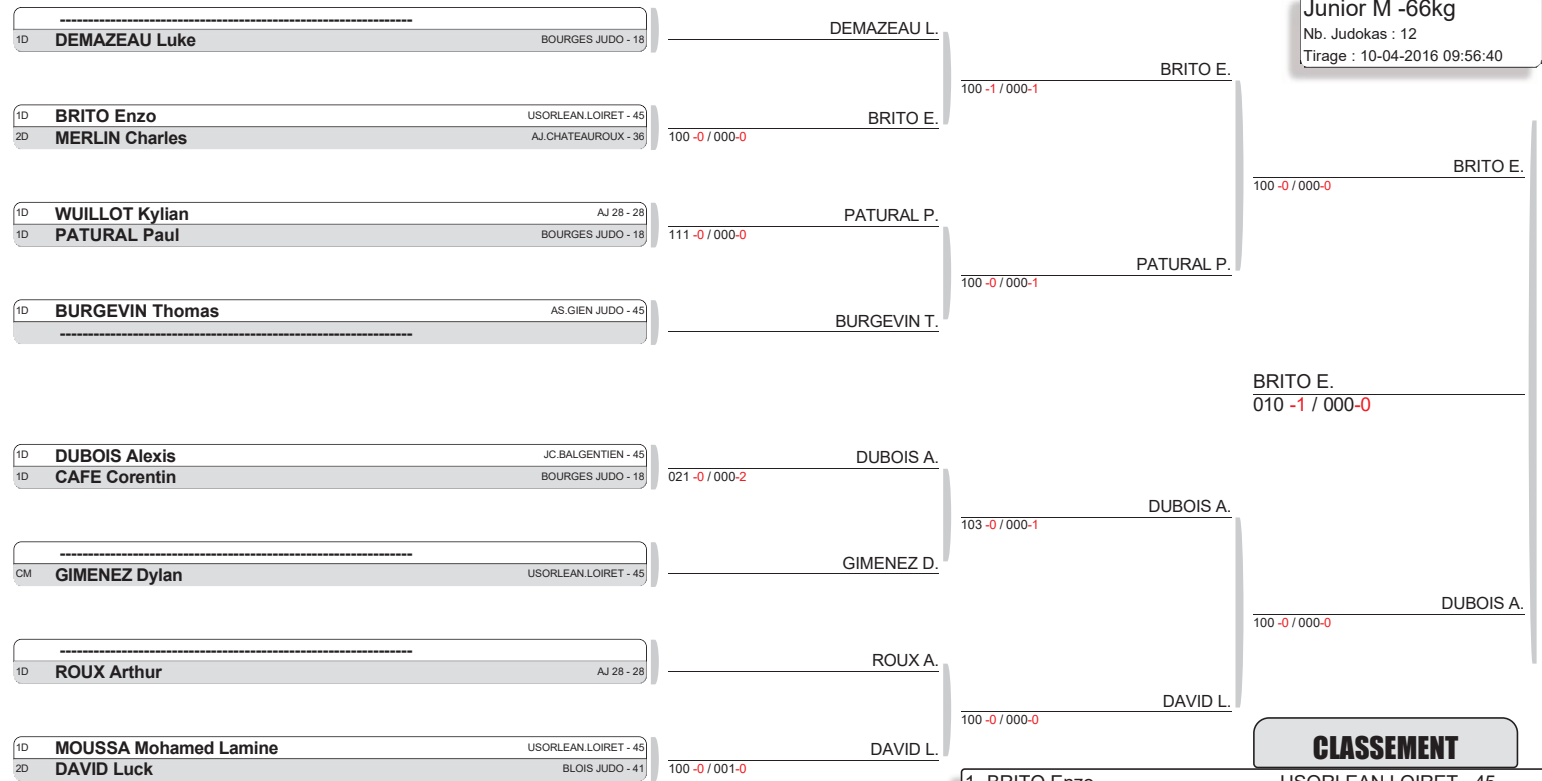 Junior M -66kg
Nb. Judokas : 12
Tirage : 10-04-2016 09:56:40
----------------------------------------------------------------
1D DEMAZEAU Luke BOURGES JUDO - 18
1D BRITO Enzo USORLEAN.LOIRET - 45
2D MERLIN Charles AJ.CHATEAUROUX - 36
1D WUILLOT Kylian AJ 28 - 28
1D PATURAL Paul BOURGES JUDO - 18
1D BURGEVIN Thomas AS.GIEN JUDO - 45
----------------------------------------------------------------
1D DUBOIS Alexis JC.BALGENTIEN - 45
1D CAFE Corentin BOURGES JUDO - 18
----------------------------------------------------------------
CM GIMENEZ Dylan USORLEAN.LOIRET - 45
----------------------------------------------------------------
1D ROUX Arthur AJ 28 - 28
1D MOUSSA Mohamed Lamine USORLEAN.LOIRET - 45
2D DAVID Luck BLOIS JUDO - 41
DEMAZEAU L.
BRITO E.
100 -0 / 000-0
PATURAL P.
111 -0 / 000-0
BURGEVIN T.
DUBOIS A.
021 -0 / 000-2
GIMENEZ D.
ROUX A.
DAVID L.
100 -0 / 001-0
BRITO E.
100 -1 / 000-1
PATURAL P.
100 -0 / 000-1
DUBOIS A.
103 -0 / 000-1
DAVID L.
100 -0 / 000-0
BRITO E.
100 -0 / 000-0
DUBOIS A.
100 -0 / 000-0
BRITO E.
010 -1 / 000-0
CLASSEMENT
1 BRITO Enzo USORLEAN.LOIRET - 45